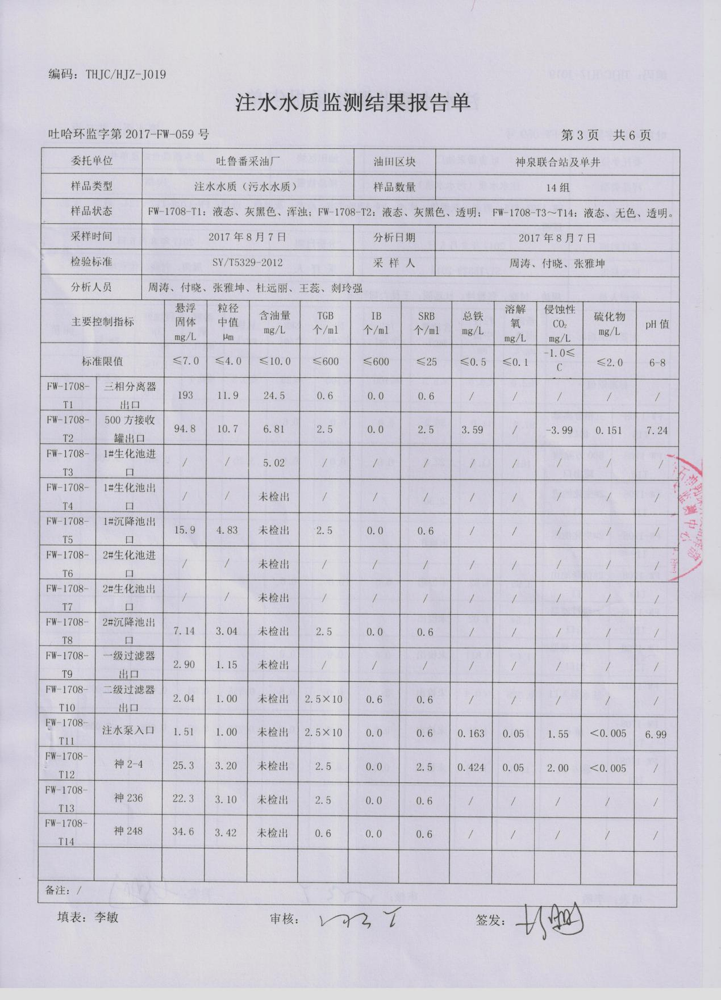 编码：THJC/HJZ-J019
注水水质监测结果报告单
吐哈环监字第 2017-FW-059 号 第 3 页 共 6 页
委托单位 吐鲁番采油厂 油田区块 神泉联合站及单井
样品类型 注水水质（污水水质） 样品数量 14 组
样品状态 FW-1708-T1：液态、灰黑色、浑浊；FW-1708-T2：液态、灰黑色、透明； FW-1708-T3～T14：液态、无色、透明。
采样时间 2017 年 8 月 7 日 分析日期 2017 年 8 月 7 日
检验标准 SY/T5329-2012 采 样 人 周涛、付晓、张雅坤
分析人员 周涛、付晓、张雅坤、杜远丽、王蕊、剡玲强
主要控制指标 悬浮固体 mg/L 粒径中值 μm 含油量 mg/L TGB 个/ml IB 个/ml SRB 个/ml 总铁 mg/L 溶解氧 mg/L 侵蚀性 CO₂ mg/L 硫化物 mg/L pH 值
标准限值 ≤7.0 ≤4.0 ≤10.0 ≤600 ≤600 ≤25 ≤0.5 ≤0.1 -1.0≤C ≤2.0 6-8
FW-1708-T1 三相分离器出口 193 11.9 24.5 0.6 0.0 0.6 / / / / /
FW-1708-T2 500 方接收罐出口 94.8 10.7 6.81 2.5 0.0 2.5 3.59 / -3.99 0.151 7.24
FW-1708-T3 1#生化池进口 / / 5.02 / / / / / / / /
FW-1708-T4 1#生化池出口 / / 未检出 / / / / / / / /
FW-1708-T5 1#沉降池出口 15.9 4.83 未检出 2.5 0.0 0.6 / / / / /
FW-1708-T6 2#生化池进口 / / 未检出 / / / / / / / /
FW-1708-T7 2#生化池出口 / / 未检出 / / / / / / / /
FW-1708-T8 2#沉降池出口 7.14 3.04 未检出 2.5 0.0 0.6 / / / / /
FW-1708-T9 一级过滤器出口 2.90 1.15 未检出 / / / / / / / /
FW-1708-T10 二级过滤器出口 2.04 1.00 未检出 2.5×10 0.6 0.6 / / / / /
FW-1708-T11 注水泵入口 1.51 1.00 未检出 2.5×10 0.0 0.6 0.163 0.05 1.55 <0.005 6.99
FW-1708-T12 神 2-4 25.3 3.20 未检出 2.5 0.0 2.5 0.424 0.05 2.00 <0.005 /
FW-1708-T13 神 236 22.3 3.10 未检出 2.5 0.0 0.6 / / / / /
FW-1708-T14 神 248 34.6 3.42 未检出 0.6 0.0 0.6 / / / / /
备注：/
填表：李敏 审核： 签发：